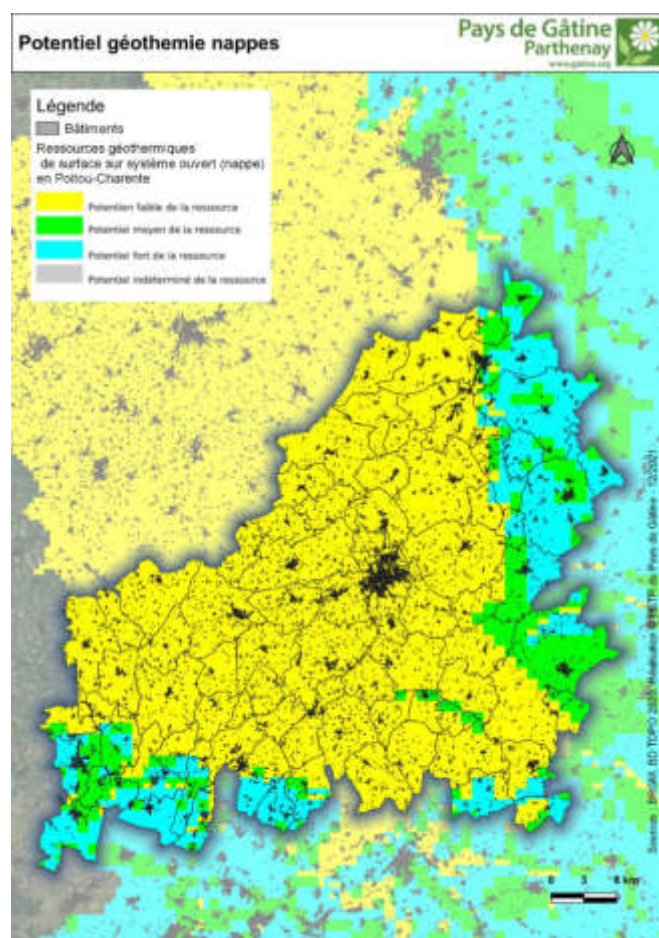 Potentiel géothemie nappes
Pays de Gâtine
Parthenay
www.gatine.org
Légende
Bâtiments
Ressources géothermiques
de surface sur système ouvert (nappe)
en Poitou-Charente
Potentiel faible de la ressource
Potentiel moyen de la ressource
Potentiel fort de la ressource
Potentiel indéterminé de la ressource
0 3 6 km